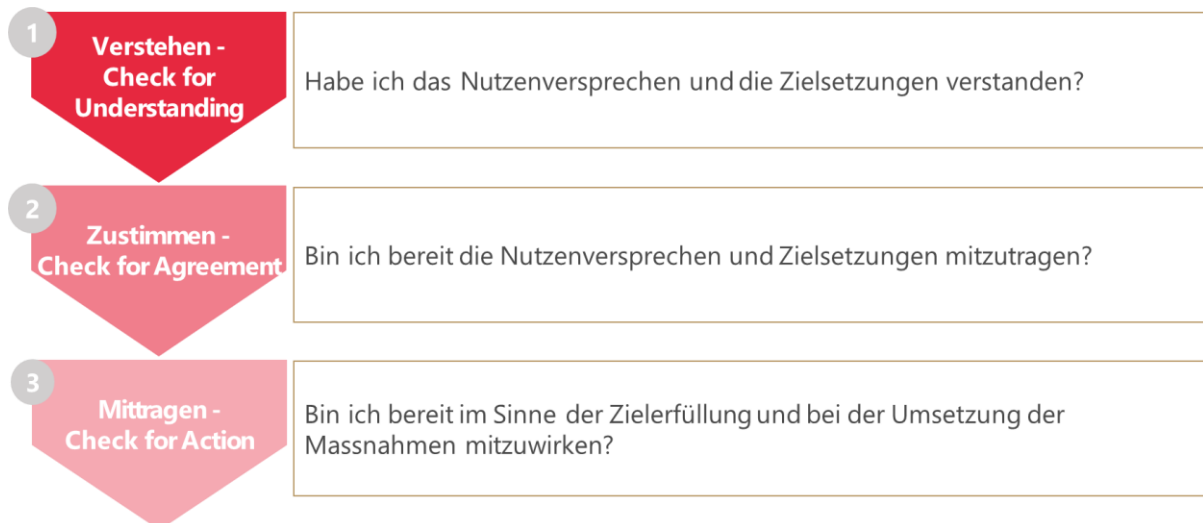 1
Verstehen -
Check for
Understanding
Habe ich das Nutzenversprechen und die Zielsetzungen verstanden?
2
Zustimmen -
Check for Agreement
Bin ich bereit die Nutzenversprechen und Zielsetzungen mitzutragen?
3
Mittragen -
Check for Action
Bin ich bereit im Sinne der Zielerfüllung und bei der Umsetzung der
Massnahmen mitzuwirken?